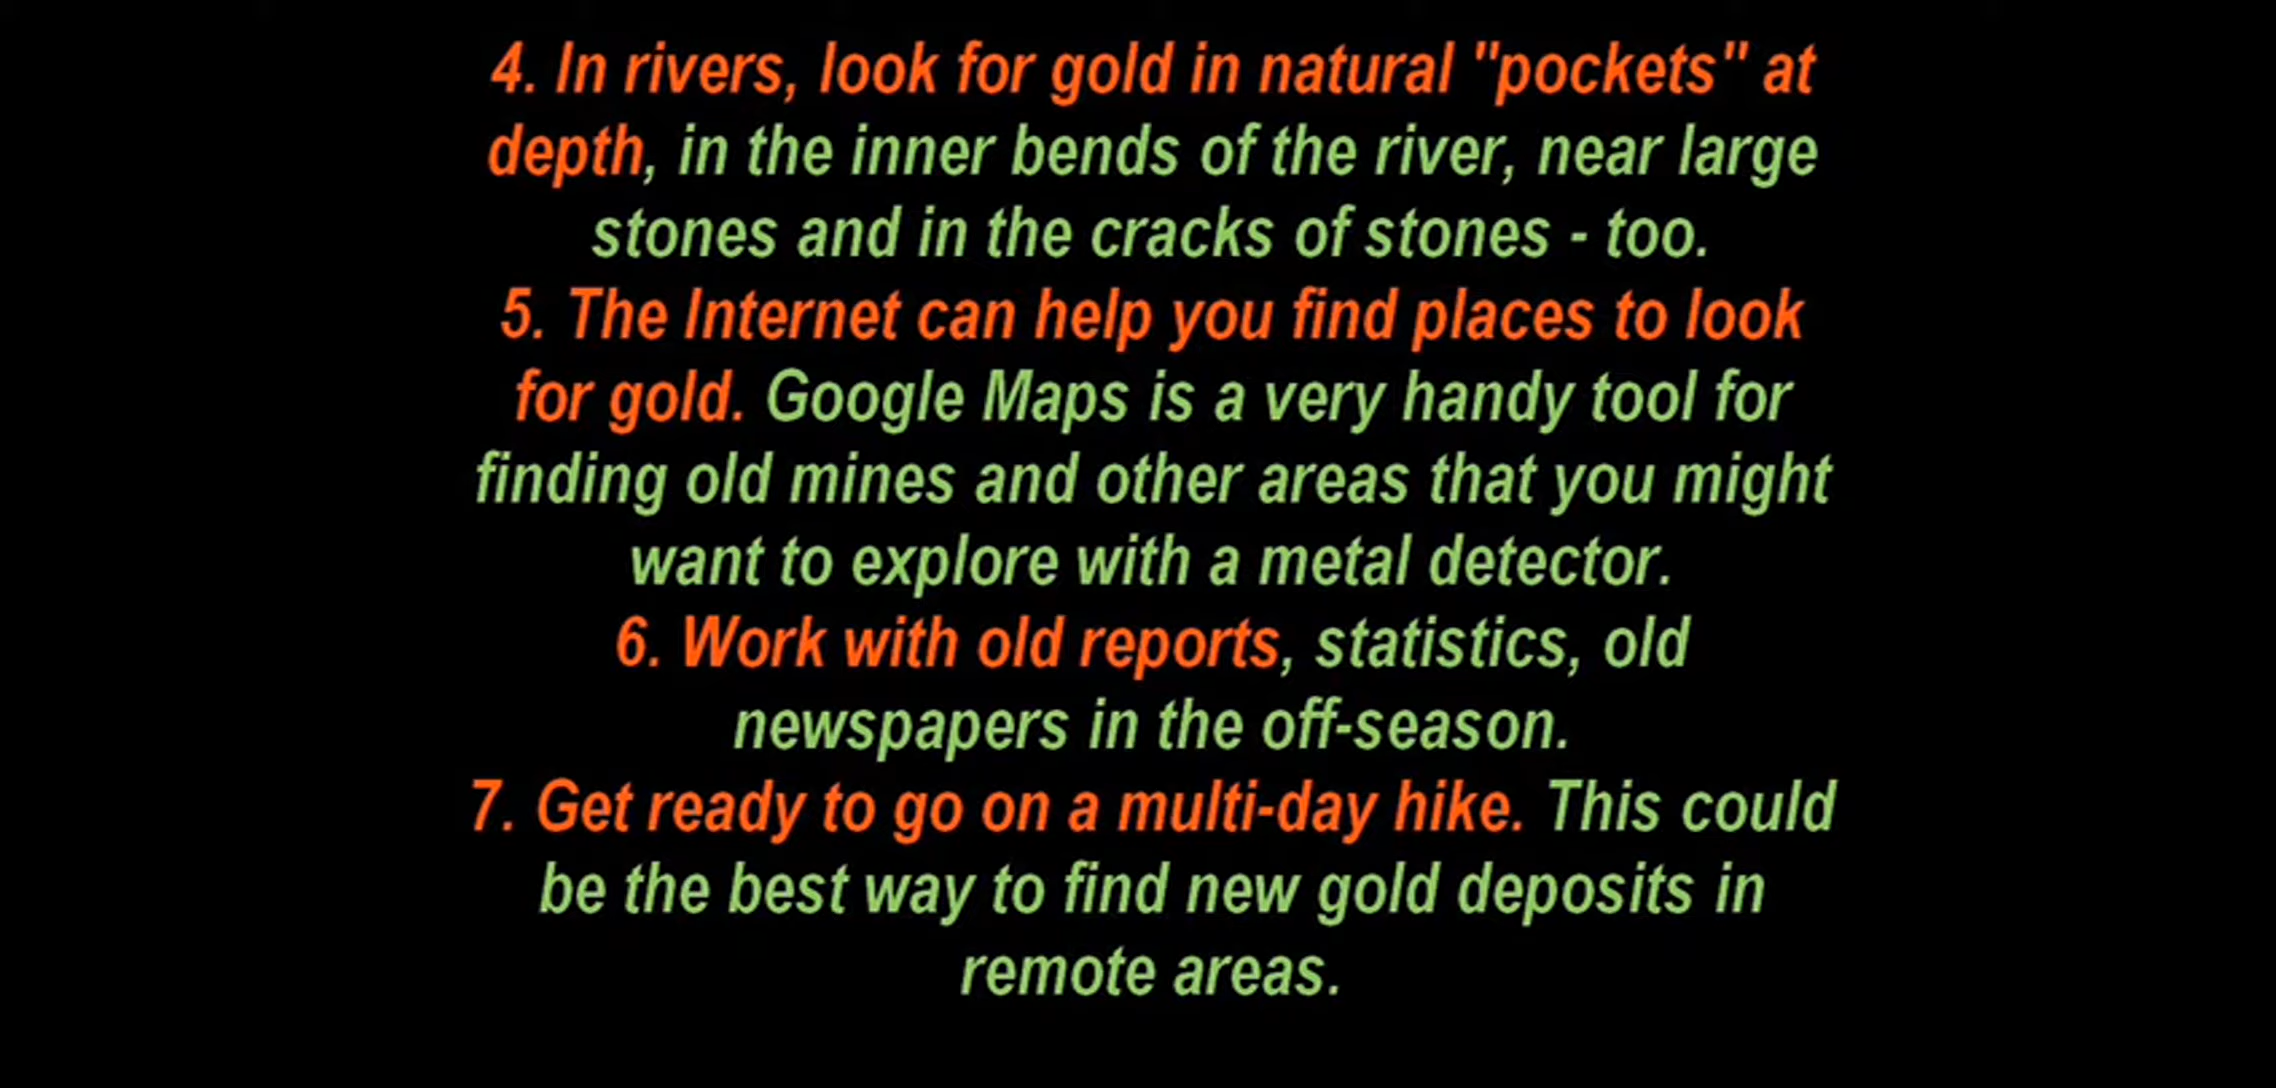 4. In rivers, look for gold in natural "pockets" at
depth, in the inner bends of the river, near large
stones and in the cracks of stones - too.
5. The Internet can help you find places to look
for gold. Google Maps is a very handy tool for
finding old mines and other areas that you might
want to explore with a metal detector.
6. Work with old reports, statistics, old
newspapers in the off-season.
7. Get ready to go on a multi-day hike. This could
be the best way to find new gold deposits in
remote areas.